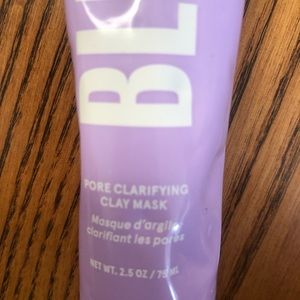 BL
PORE CLARIFYING
CLAY MASK
Masque d'argile
clarifiant les pores
NET WT. 2.5 OZ / 75 ML